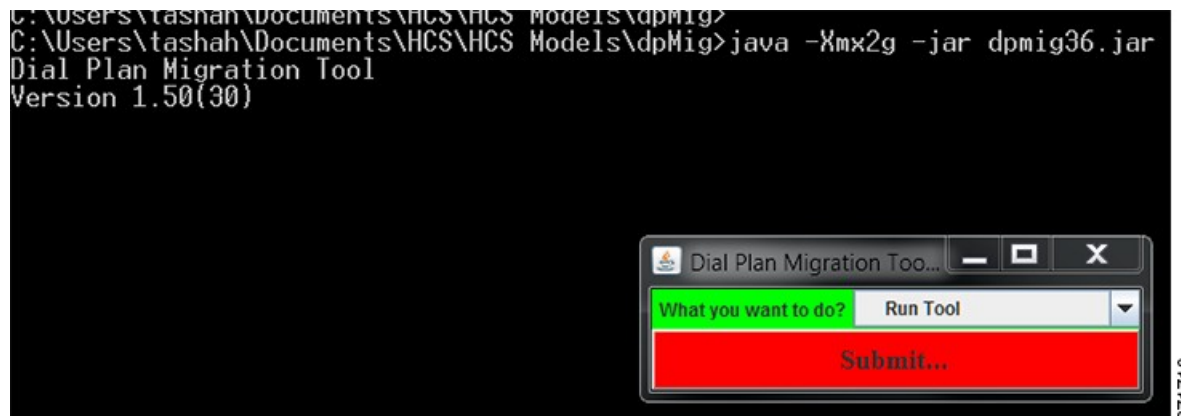 C:\Users\tashah\Documents\HCS\HCS Models\dpMig>
C:\Users\tashah\Documents\HCS\HCS Models\dpMig>java -Xmx2g -jar dpmig36.jar
Dial Plan Migration Tool
Version 1.50(30)
Dial Plan Migration Too...
What you want to do? Run Tool
Submit...